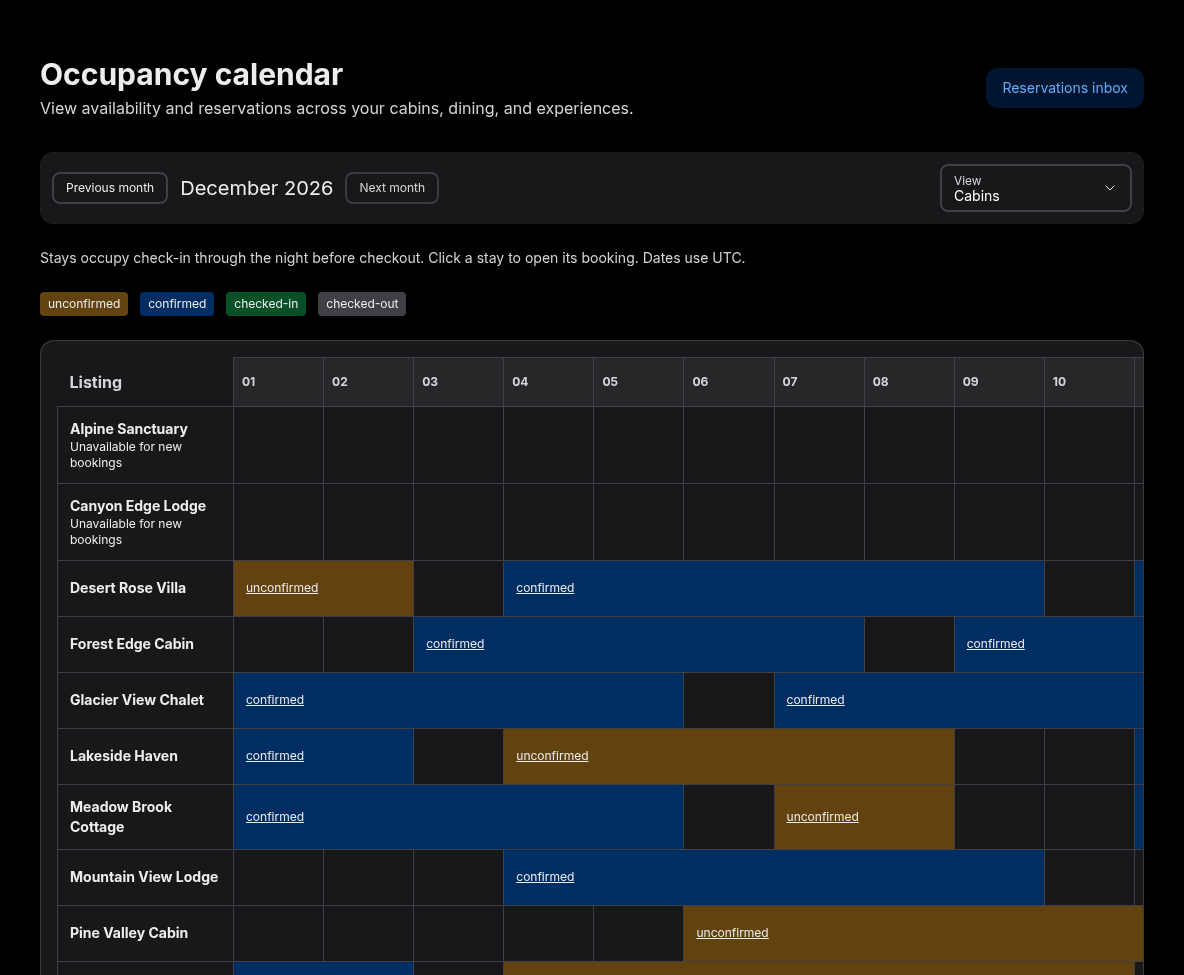 Occupancy calendar
View availability and reservations across your cabins, dining, and experiences.
Reservations inbox
Previous month
December 2026
Next month
View
Cabins
Stays occupy check-in through the night before checkout. Click a stay to open its booking. Dates use UTC.
unconfirmed
confirmed
checked-in
checked-out
Listing
01
02
03
04
05
06
07
08
09
10
Alpine Sanctuary
Unavailable for new
bookings
Canyon Edge Lodge
Unavailable for new
bookings
Desert Rose Villa
unconfirmed
confirmed
Forest Edge Cabin
confirmed
confirmed
Glacier View Chalet
confirmed
confirmed
Lakeside Haven
confirmed
unconfirmed
Meadow Brook
Cottage
confirmed
unconfirmed
Mountain View Lodge
confirmed
Pine Valley Cabin
unconfirmed